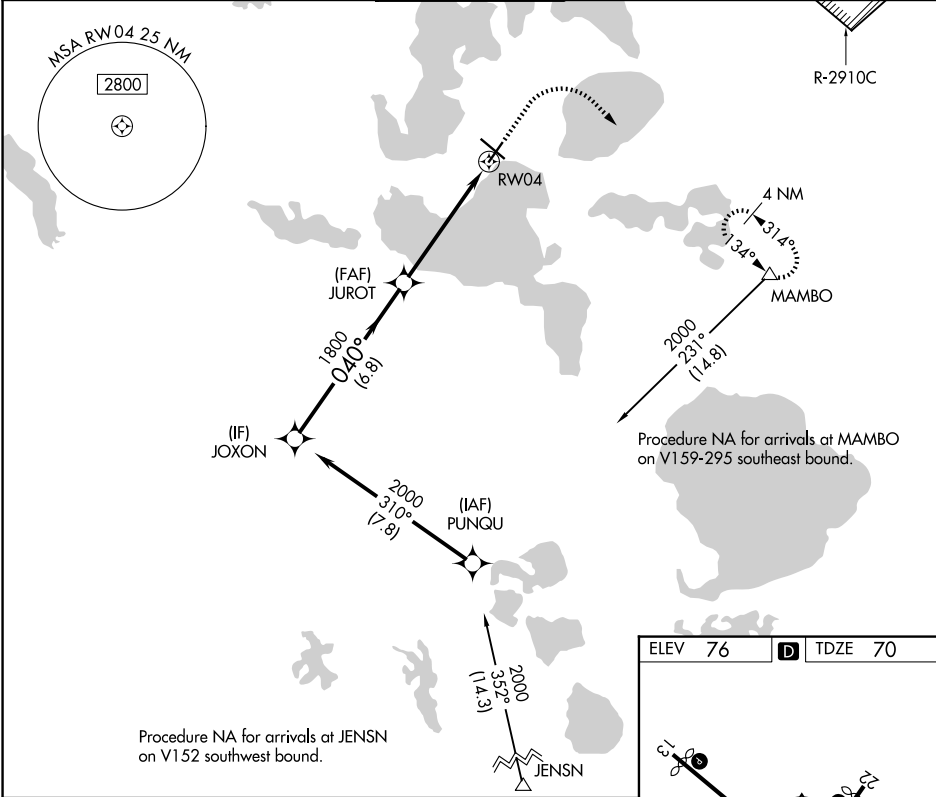 MSA RW04 25 NM
2800
R-2910C
RW04
4 NM
314°
134°
MAMBO
(FAF)
JUROT
1800
040°
(6.8)
2000
231°
(14.8)
(IF)
JOXON
Procedure NA for arrivals at MAMBO
on V159-295 southeast bound.
2000
310°
(7.8)
(IAF)
PUNQU
2000
352°
(14.3)
Procedure NA for arrivals at JENSN
on V152 southwest bound.
JENSN
ELEV 76 D TDZE 70
13
P
22